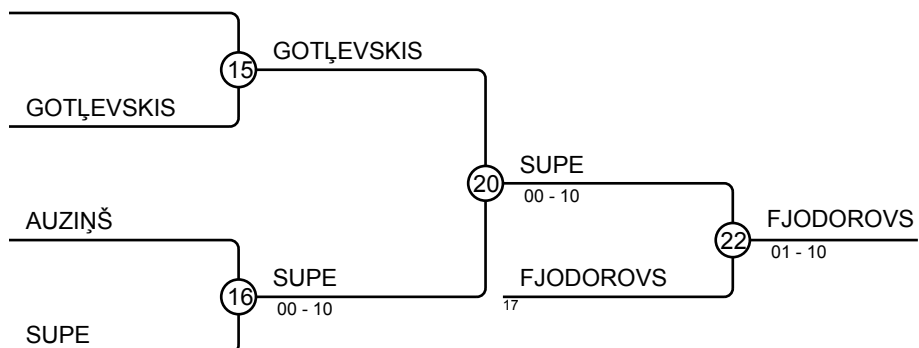 15
GOTĻEVSKIS
GOTĻEVSKIS
20
SUPE
00 - 10
AUZIŅŠ
16
SUPE
00 - 10
SUPE
FJODOROVS
17
22
FJODOROVS
01 - 10